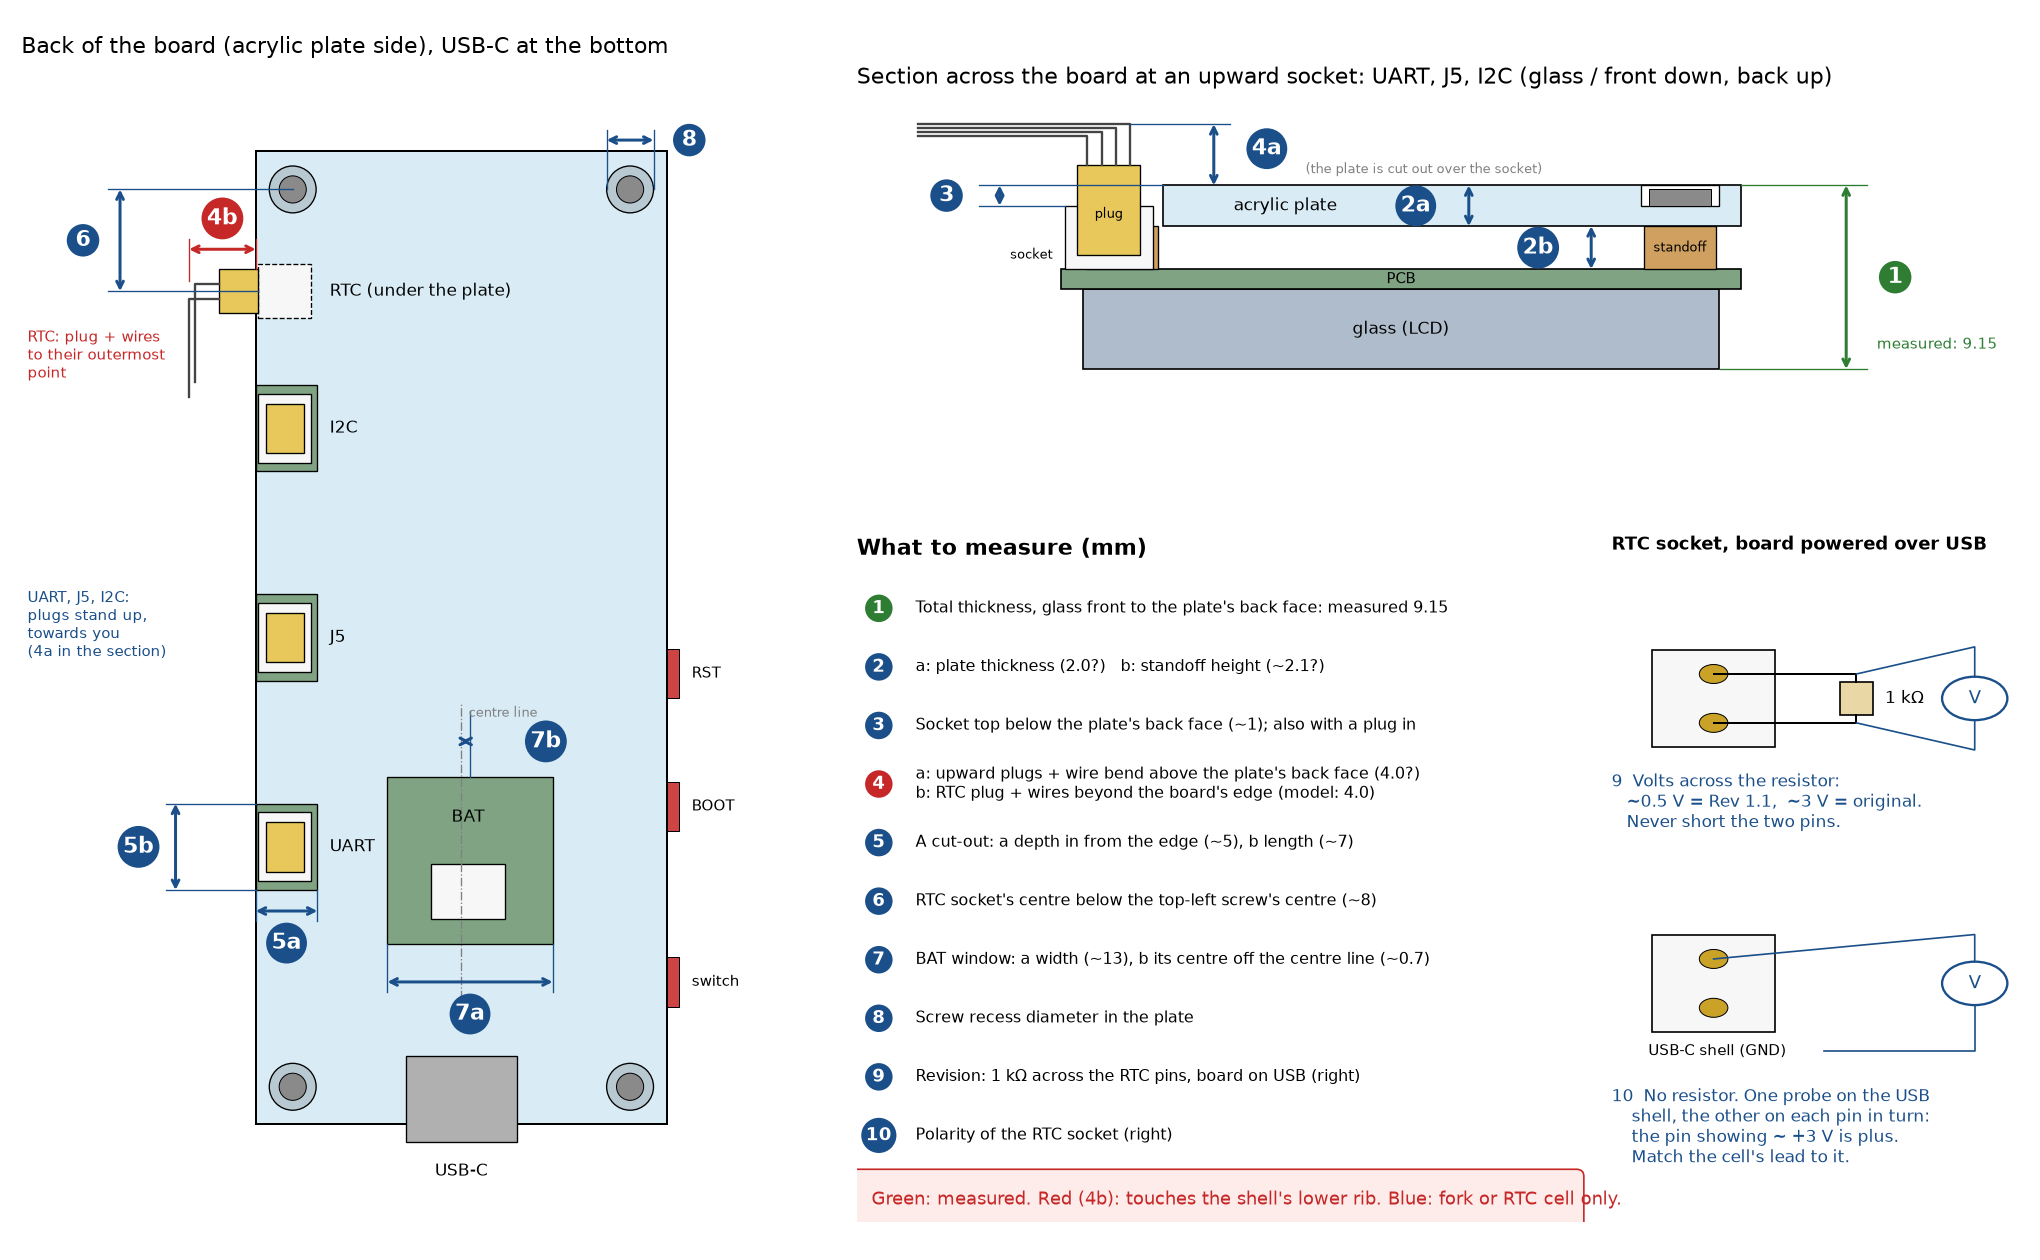 Back of the board (acrylic plate side), USB-C at the bottom
8
4b
6
RTC (under the plate)
RTC: plug + wires
to their outermost
point
I2C
UART, J5, I2C:
plugs stand up,
towards you
(4a in the section)
J5
RST
centre line
7b
BOOT
BAT
5b
UART
5a
switch
7a
USB-C
Section across the board at an upward socket: UART, J5, I2C (glass / front down, back up)
4a
(the plate is cut out over the socket)
3
plug
acrylic plate
2a
socket
2b
standoff
PCB
1
glass (LCD)
measured: 9.15
What to measure (mm)
1 Total thickness, glass front to the plate's back face: measured 9.15
2 a: plate thickness (2.0?) b: standoff height (~2.1?)
3 Socket top below the plate's back face (~1); also with a plug in
4 a: upward plugs + wire bend above the plate's back face (4.0?)
b: RTC plug + wires beyond the board's edge (model: 4.0)
5 A cut-out: a depth in from the edge (~5), b length (~7)
6 RTC socket's centre below the top-left screw's centre (~8)
7 BAT window: a width (~13), b its centre off the centre line (~0.7)
8 Screw recess diameter in the plate
9 Revision: 1 kΩ across the RTC pins, board on USB (right)
10 Polarity of the RTC socket (right)
Green: measured. Red (4b): touches the shell's lower rib. Blue: fork or RTC cell only.
RTC socket, board powered over USB
1 kΩ
V
9 Volts across the resistor:
~0.5 V = Rev 1.1, ~3 V = original.
Never short the two pins.
V
USB-C shell (GND)
10 No resistor. One probe on the USB
shell, the other on each pin in turn:
the pin showing ~ +3 V is plus.
Match the cell's lead to it.